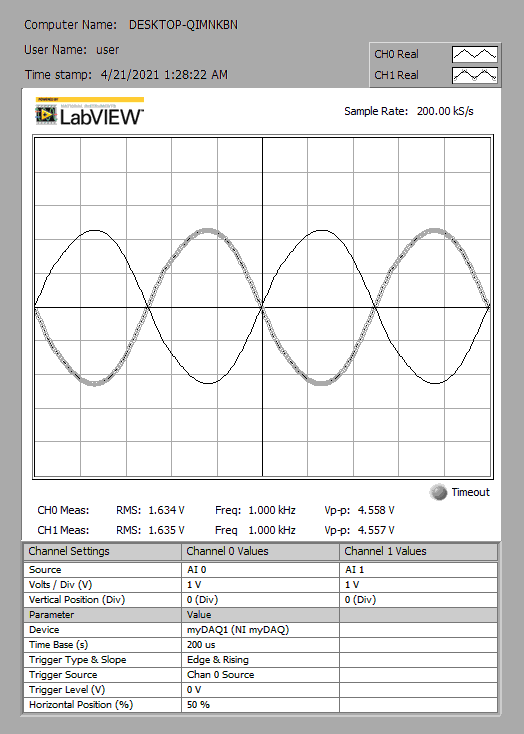 Computer Name: DESKTOP-QIMNKBN
User Name: user
Time stamp: 4/21/2021 1:28:22 AM
CH0 Real
CH1 Real
POWERED BY
NATIONAL INSTRUMENTS
LabVIEW™
Sample Rate: 200.00 kS/s
Timeout
CH0 Meas: RMS: 1.634 V Freq: 1.000 kHz Vp-p: 4.558 V
CH1 Meas: RMS: 1.635 V Freq 1.000 kHz Vp-p: 4.557 V
Channel Settings Channel 0 Values Channel 1 Values
Source AI 0 AI 1
Volts / Div (V) 1 V 1 V
Vertical Position (Div) 0 (Div) 0 (Div)
Parameter Value
Device myDAQ1 (NI myDAQ)
Time Base (s) 200 us
Trigger Type & Slope Edge & Rising
Trigger Source Chan 0 Source
Trigger Level (V) 0 V
Horizontal Position (%) 50 %